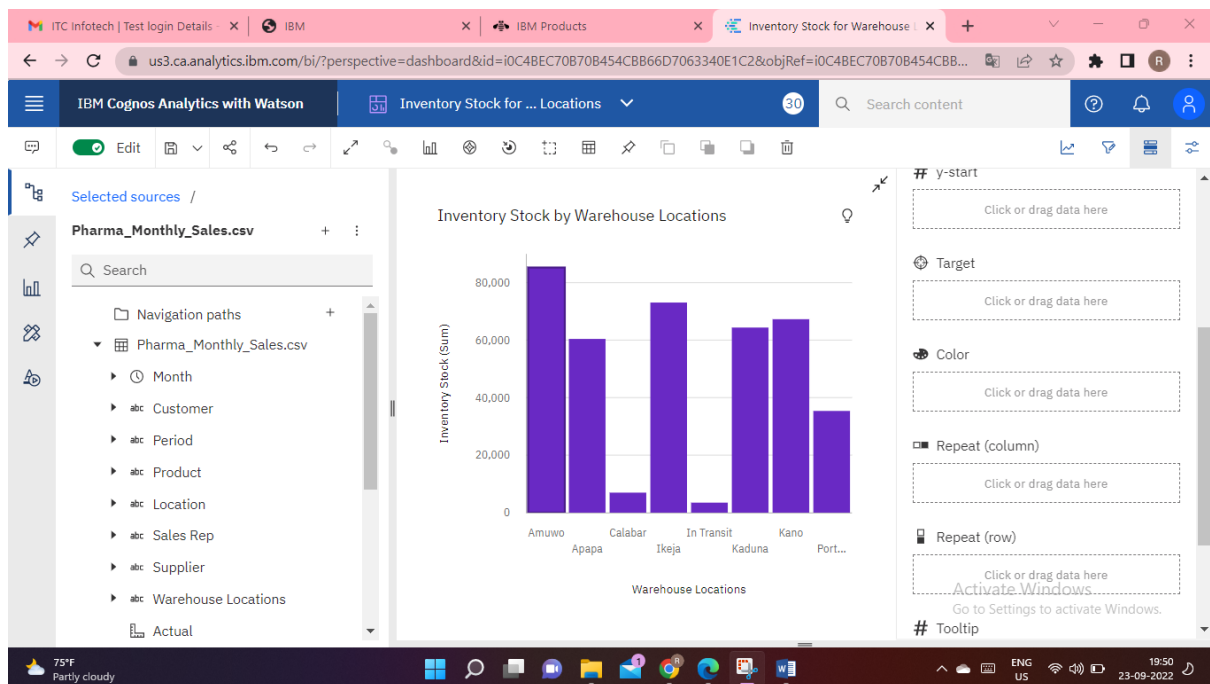 ITC Infotech | Test login Details -
IBM
IBM Products
Inventory Stock for Warehouse L
us3.ca.analytics.ibm.com/bi/?perspective=dashboard&id=i0C4BEC70B70B454CBB66D7063340E1C2&objRef=i0C4BEC70B70B454CBB...
R
IBM Cognos Analytics with Watson
Inventory Stock for ... Locations
30
Search content
Edit
Selected sources /
Pharma_Monthly_Sales.csv
Search
Navigation paths
Pharma_Monthly_Sales.csv
Month
abc Customer
abc Period
abc Product
abc Location
abc Sales Rep
abc Supplier
abc Warehouse Locations
Actual
Inventory Stock by Warehouse Locations
Inventory Stock (Sum)
80,000
60,000
40,000
20,000
0
Amuwo
Apapa
Calabar
Ikeja
In Transit
Kaduna
Kano
Port...
Warehouse Locations
# y-start
Click or drag data here
Target
Click or drag data here
Color
Click or drag data here
Repeat (column)
Click or drag data here
Repeat (row)
Click or drag data here
Activate Windows
Go to Settings to activate Windows.
# Tooltip
75°F
Partly cloudy
1
R
ENG
US
19:50
23-09-2022